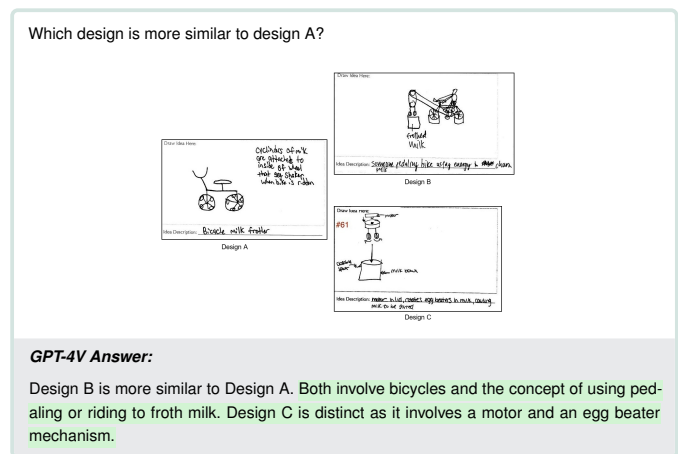 Which design is more similar to design A?
Draw Idea Here:
cylindes of milk
are attached to
inside of wheel
that get shaken
when bike is ridden
Idea Description: Bicycle milk frother
Design A
Draw Idea Here:
frothed
milk
Idea Description: Someone pedaling bike using energy to churn
milk
Design B
Draw Idea Here:
#61
motor
milk
Idea Description: motor in lid, rotates egg beaters in milk, causing
milk to be stirred
Design C
GPT-4V Answer:
Design B is more similar to Design A. Both involve bicycles and the concept of using ped-
aling or riding to froth milk. Design C is distinct as it involves a motor and an egg beater
mechanism.